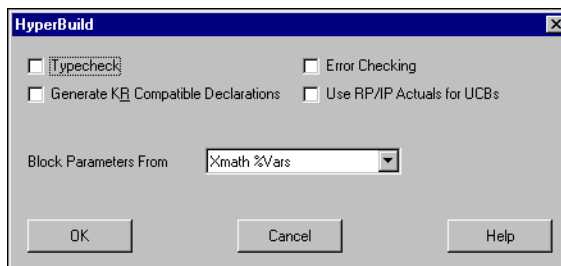 HyperBuild
Typecheck
Error Checking
Generate KR Compatible Declarations
Use RP/IP Actuals for UCBs
Block Parameters From
Xmath %Vars
OK
Cancel
Help